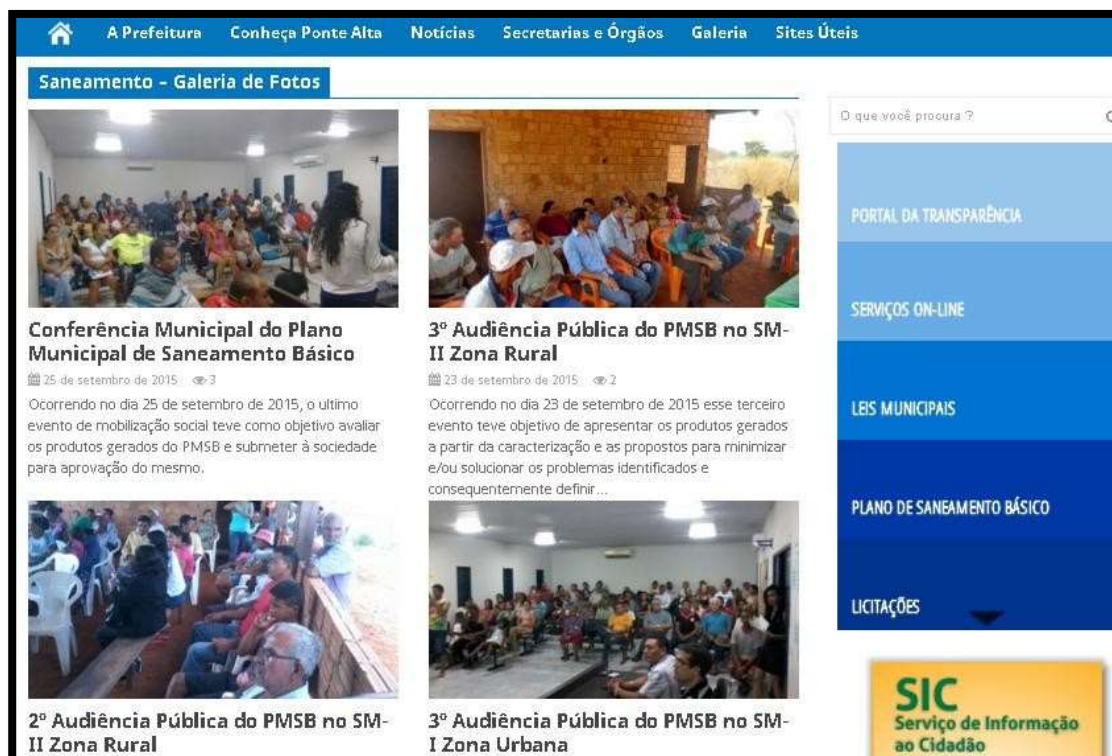 A Prefeitura Conheça Ponte Alta Notícias Secretarias e Órgãos Galeria Sites Úteis
Saneamento – Galeria de Fotos
Conferência Municipal do Plano
Municipal de Saneamento Básico
25 de setembro de 2015 3
Ocorrendo no dia 25 de setembro de 2015, o ultimo
evento de mobilização social teve como objetivo avaliar
os produtos gerados do PMSB e submeter à sociedade
para aprovação do mesmo.
3º Audiência Pública do PMSB no SM-
II Zona Rural
23 de setembro de 2015 2
Ocorrendo no dia 23 de setembro de 2015 esse terceiro
evento teve objetivo de apresentar os produtos gerados
a partir da caracterização e as propostos para minimizar
e/ou solucionar os problemas identificados e
consequentemente definir...
2º Audiência Pública do PMSB no SM-
II Zona Rural
3º Audiência Pública do PMSB no SM-
I Zona Urbana
O que você procura ?
PORTAL DA TRANSPARÊNCIA
SERVIÇOS ON-LINE
LEIS MUNICIPAIS
PLANO DE SANEAMENTO BÁSICO
LICITAÇÕES
SIC
Serviço de Informação
ao Cidadão